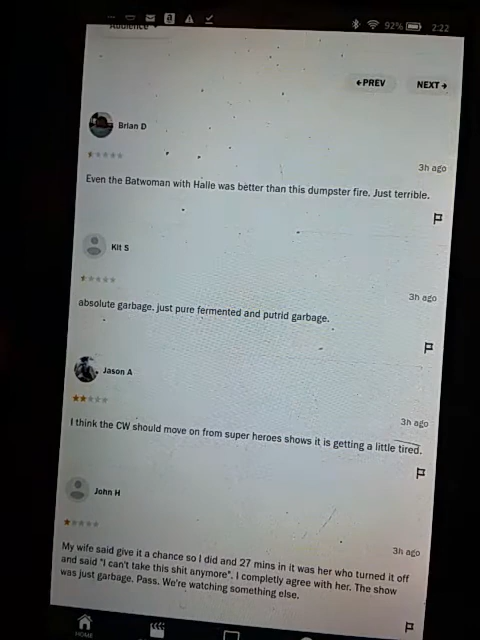 92% 2:22
Audience
←PREV NEXT→
Brian D
3h ago
Even the Batwoman with Halle was better than this dumpster fire. Just terrible.
Kit S
3h ago
absolute garbage, just pure fermented and putrid garbage.
Jason A
3h ago
I think the CW should move on from super heroes shows it is getting a little tired.
John H
3h ago
My wife said give it a chance so I did and 27 mins in it was her who turned it off
and said "I can't take this shit anymore". I completly agree with her. The show
was just garbage. Pass. We're watching something else.
HOME